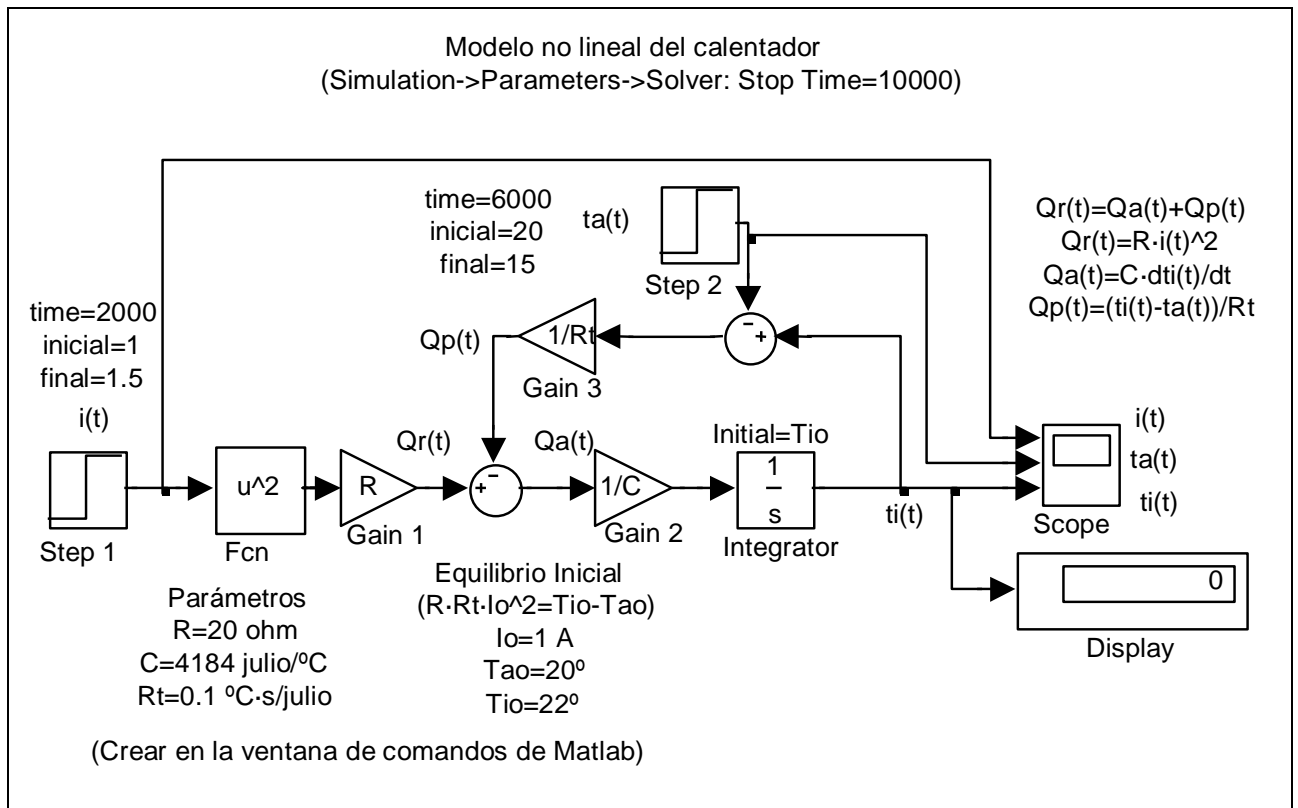 Modelo no lineal del calentador
(Simulation->Parameters->Solver: Stop Time=10000)
time=6000
inicial=20
final=15
ta(t)
Step 2
Qr(t)=Qa(t)+Qp(t)
Qr(t)=R·i(t)^2
Qa(t)=C·dti(t)/dt
Qp(t)=(ti(t)-ta(t))/Rt
time=2000
inicial=1
final=1.5
i(t)
Step 1
Qp(t)
1/Rt
Gain 3
-
+
u^2
Fcn
R
Gain 1
Qr(t)
+
-
Qa(t)
1/C
Gain 2
Initial=Tio
1
s
Integrator
ti(t)
i(t)
ta(t)
ti(t)
Scope
0
Display
Parámetros
R=20 ohm
C=4184 julio/ºC
Rt=0.1 ºC·s/julio
Equilibrio Inicial
(R·Rt·Io^2=Tio-Tao)
Io=1 A
Tao=20º
Tio=22º
(Crear en la ventana de comandos de Matlab)